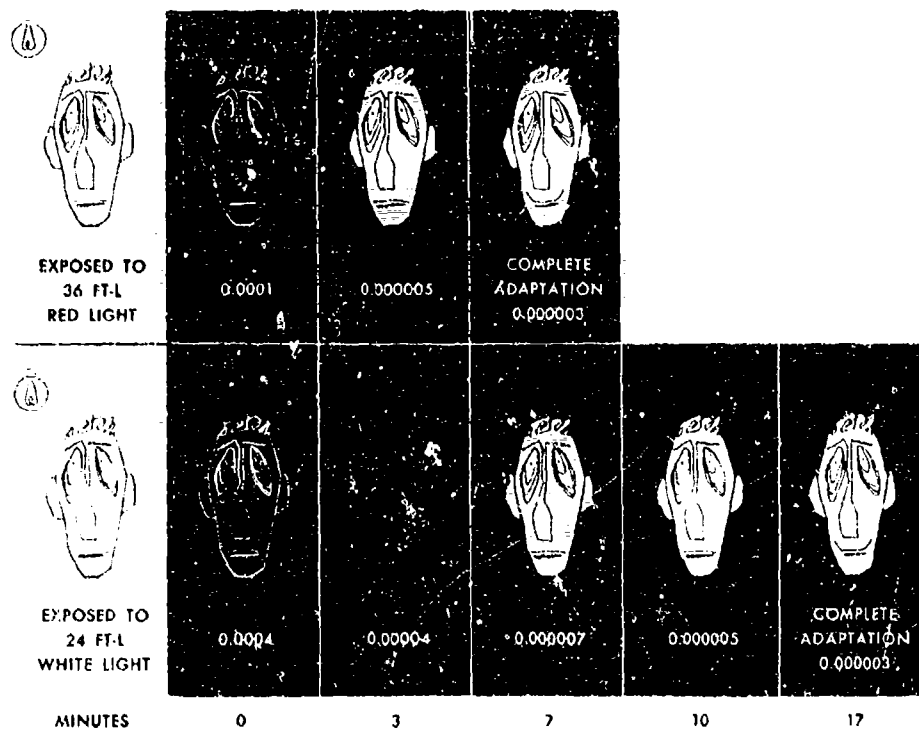 EXPOSED TO
36 FT-L
RED LIGHT
0.0001
0.000005
COMPLETE
ADAPTATION
0.000003
EXPOSED TO
24 FT-L
WHITE LIGHT
0.0004
0.00004
0.000007
0.000005
COMPLETE
ADAPTATION
0.000003
MINUTES 0 3 7 10 17